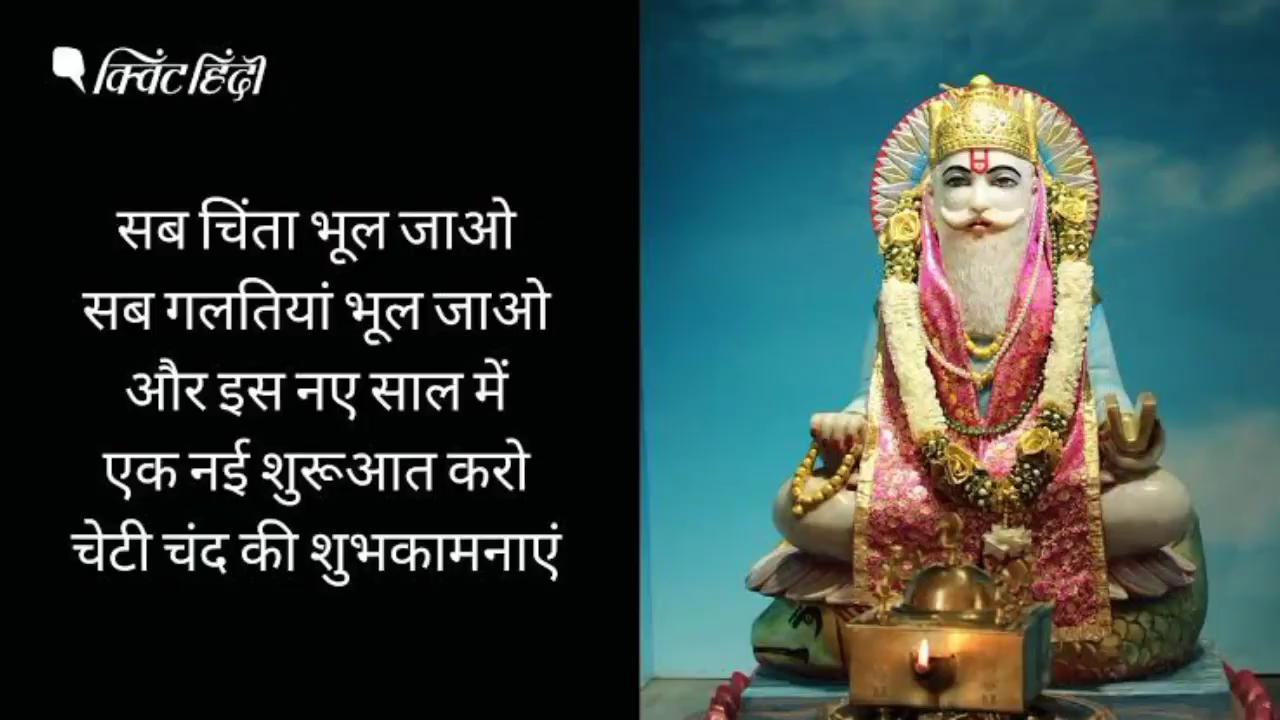 क्विंट हिंदी
सब चिंता भूल जाओ
सब गलतियां भूल जाओ
और इस नए साल में
एक नई शुरूआत करो
चेटी चंद की शुभकामनाएं